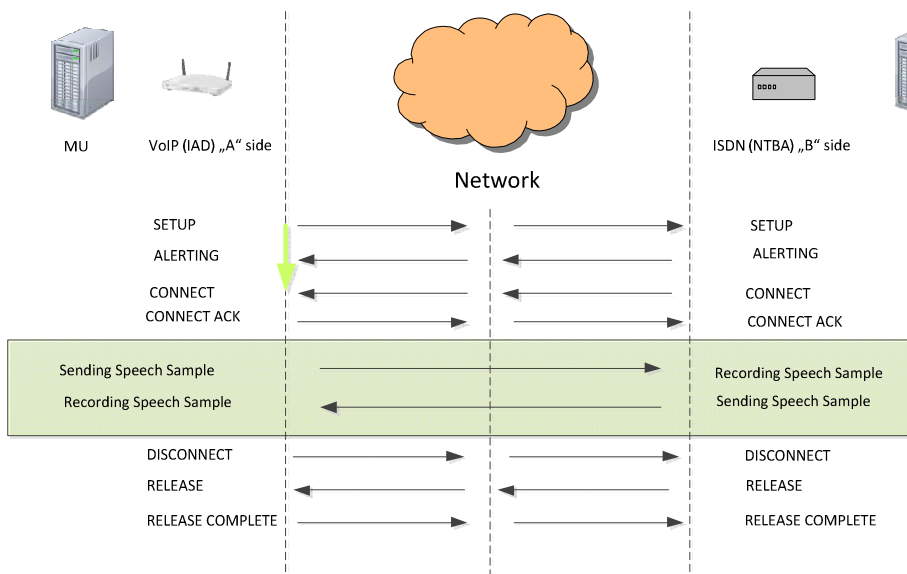 MU
VoIP (IAD) „A“ side
ISDN (NTBA) „B“ side
Network
SETUP
SETUP
ALERTING
ALERTING
CONNECT
CONNECT
CONNECT ACK
CONNECT ACK
Sending Speech Sample
Recording Speech Sample
Recording Speech Sample
Sending Speech Sample
DISCONNECT
DISCONNECT
RELEASE
RELEASE
RELEASE COMPLETE
RELEASE COMPLETE